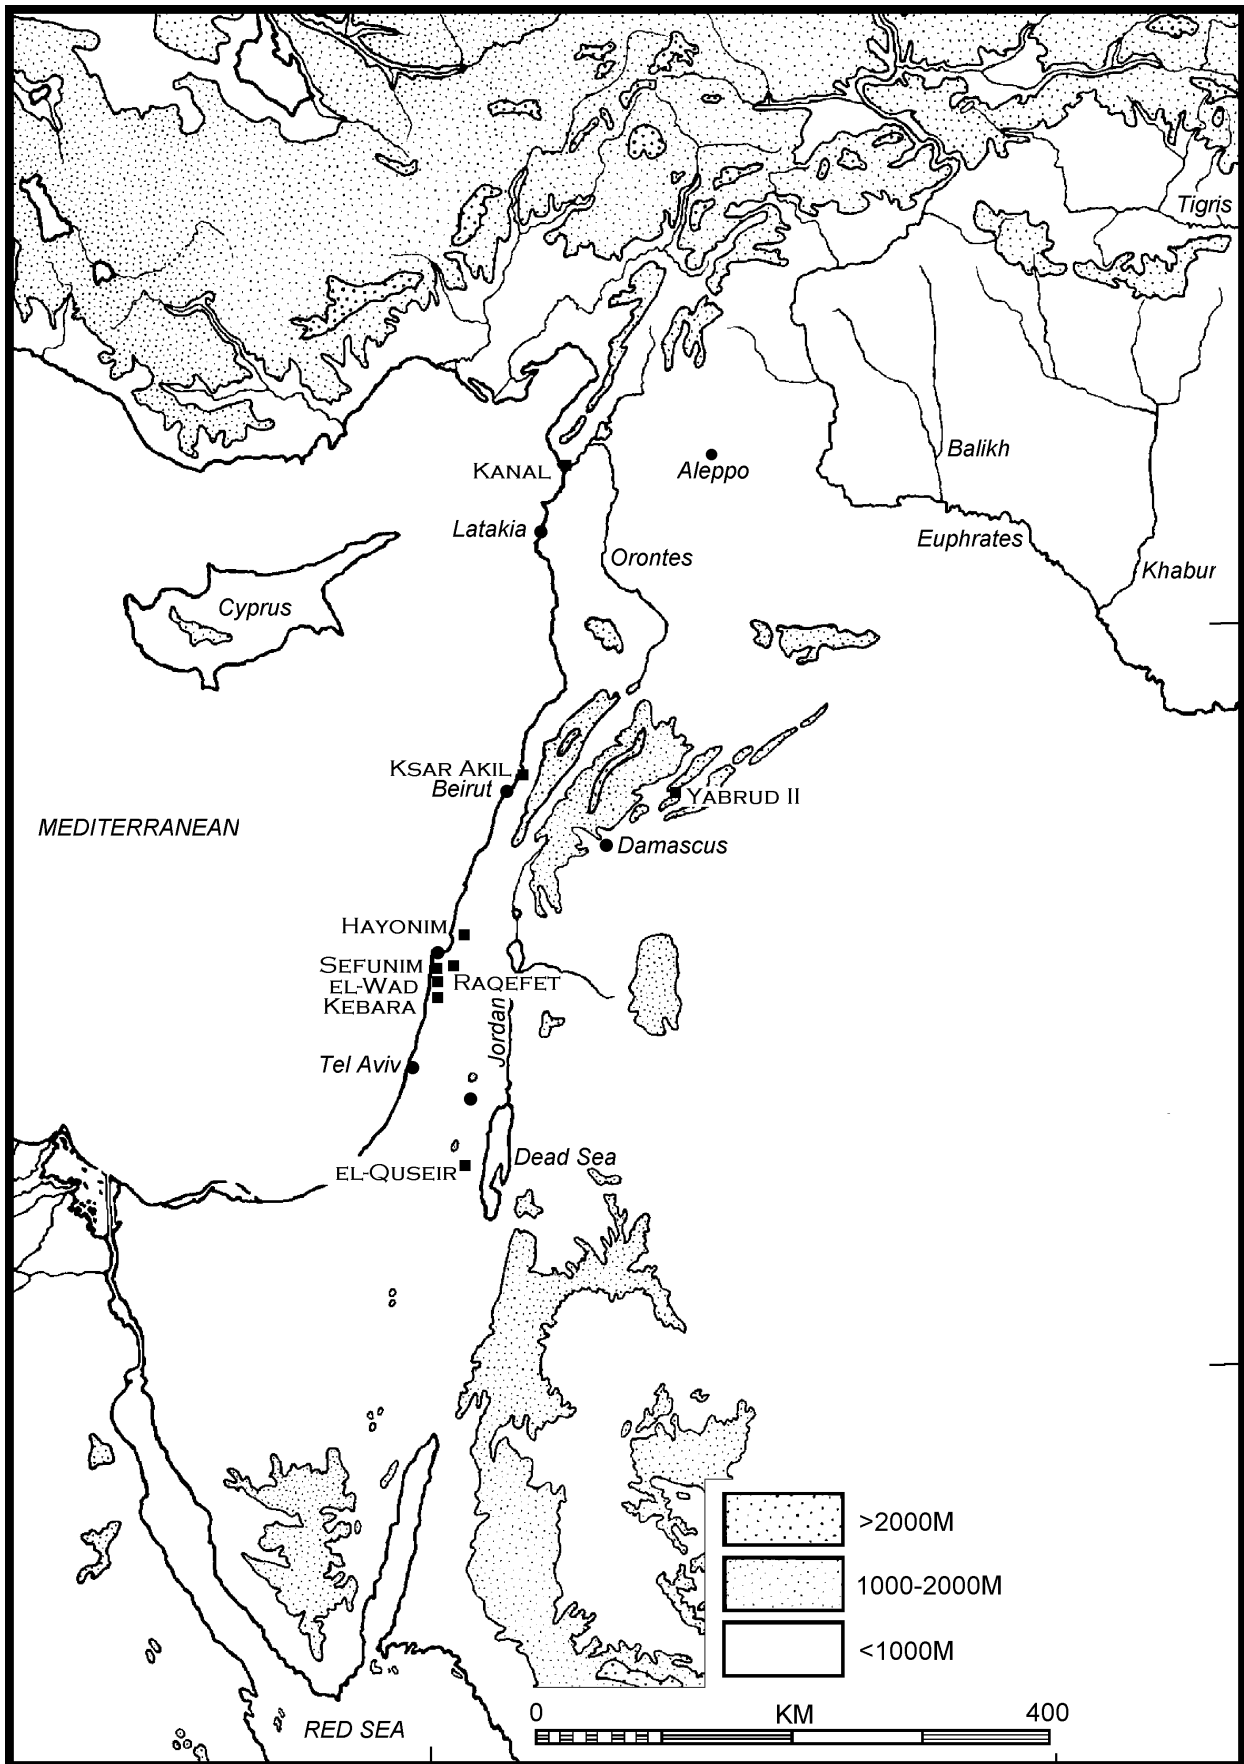 Tigris
Balikh
KANAL
Aleppo
Latakia
Euphrates
Orontes
Khabur
Cyprus
KSAR AKIL
Beirut
YABRUD II
MEDITERRANEAN
Damascus
HAYONIM
SEFUNIM
EL-WAD
RAQEFET
KEBARA
Jordan
Tel Aviv
Dead Sea
EL-QUSEIR
>2000M
1000-2000M
<1000M
0 KM 400
RED SEA